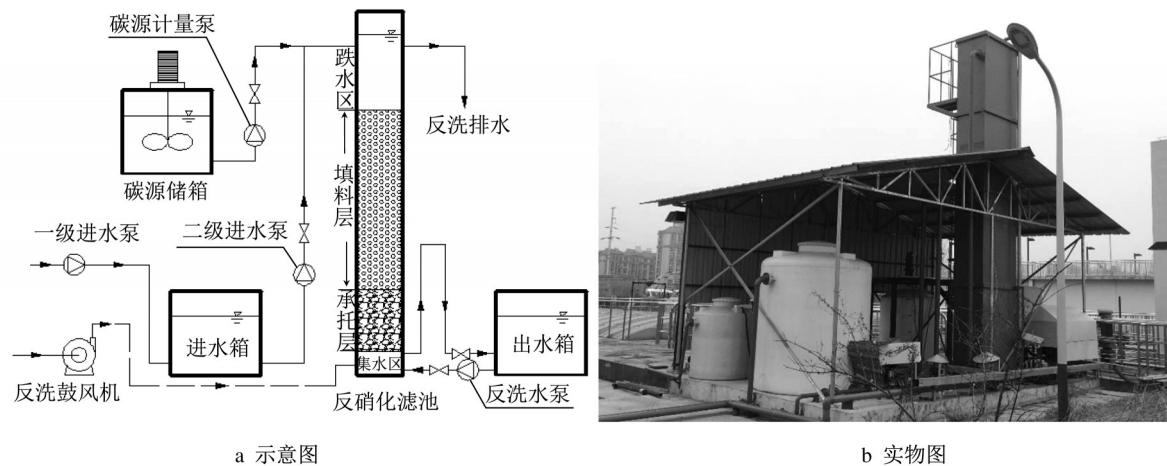 碳源计量泵
跌水区
反洗排水
碳源储箱
填料层
一级进水泵
二级进水泵
承托层
进水箱
出水箱
集水区
反洗鼓风机
反硝化滤池
反洗水泵
a 示意图
b 实物图